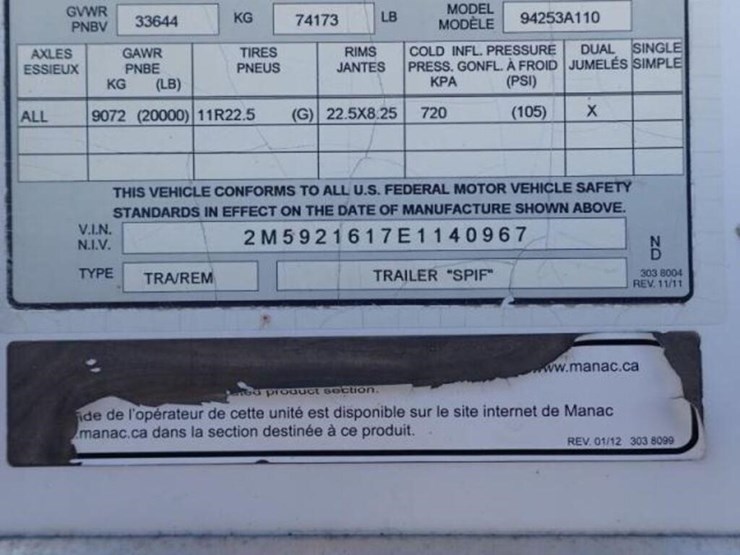 GVWR 33644 KG 74173 LB MODEL 94253A110
PNBV MODÈLE
AXLES GAWR TIRES RIMS COLD INFL. PRESSURE DUAL SINGLE
ESSIEUX PNBE PNEUS JANTES PRESS. GONFL. À FROID JUMELÉS SIMPLE
KG (LB) KPA (PSI)
ALL 9072 (20000) 11R22.5 (G) 22.5X8.25 720 (105) X
THIS VEHICLE CONFORMS TO ALL U.S. FEDERAL MOTOR VEHICLE SAFETY
STANDARDS IN EFFECT ON THE DATE OF MANUFACTURE SHOWN ABOVE.
V.I.N. 2M5921617E1140967
N.I.V.
ND
TYPE TRA/REM TRAILER "SPIF"
303 8004
REV. 11/11
www.manac.ca
product section.
ide de l'opérateur de cette unité est disponible sur le site internet de Manac
.manac.ca dans la section destinée à ce produit.
REV. 01/12 303 8099